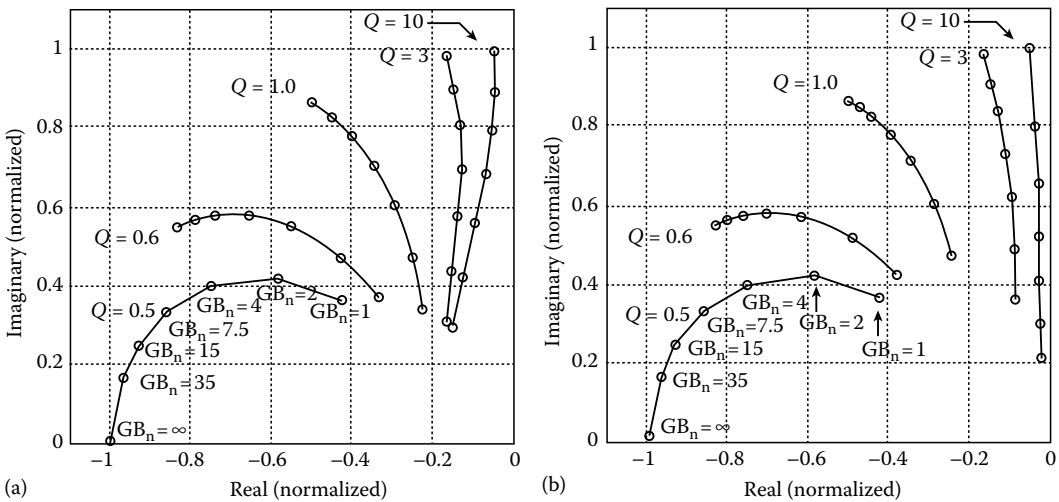 Q = 10
Q = 3
Q = 1.0
Q = 0.6
Q = 0.5
GBn = 4
GBn = 2
GBn = 1
GBn = 7.5
GBn = 15
GBn = 35
GBn = ∞
1
0.8
0.6
0.4
0.2
0
−1
−0.8
−0.6
−0.4
−0.2
0
Imaginary (normalized)
Real (normalized)
(a)
Q = 10
Q = 3
Q = 1.0
Q = 0.6
Q = 0.5
GBn = 4
GBn = 7.5
GBn = 2
GBn = 15
GBn = 1
GBn = 35
GBn = ∞
1
0.8
0.6
0.4
0.2
0
−1
−0.8
−0.6
−0.4
−0.2
0
Imaginary (normalized)
Real (normalized)
(b)